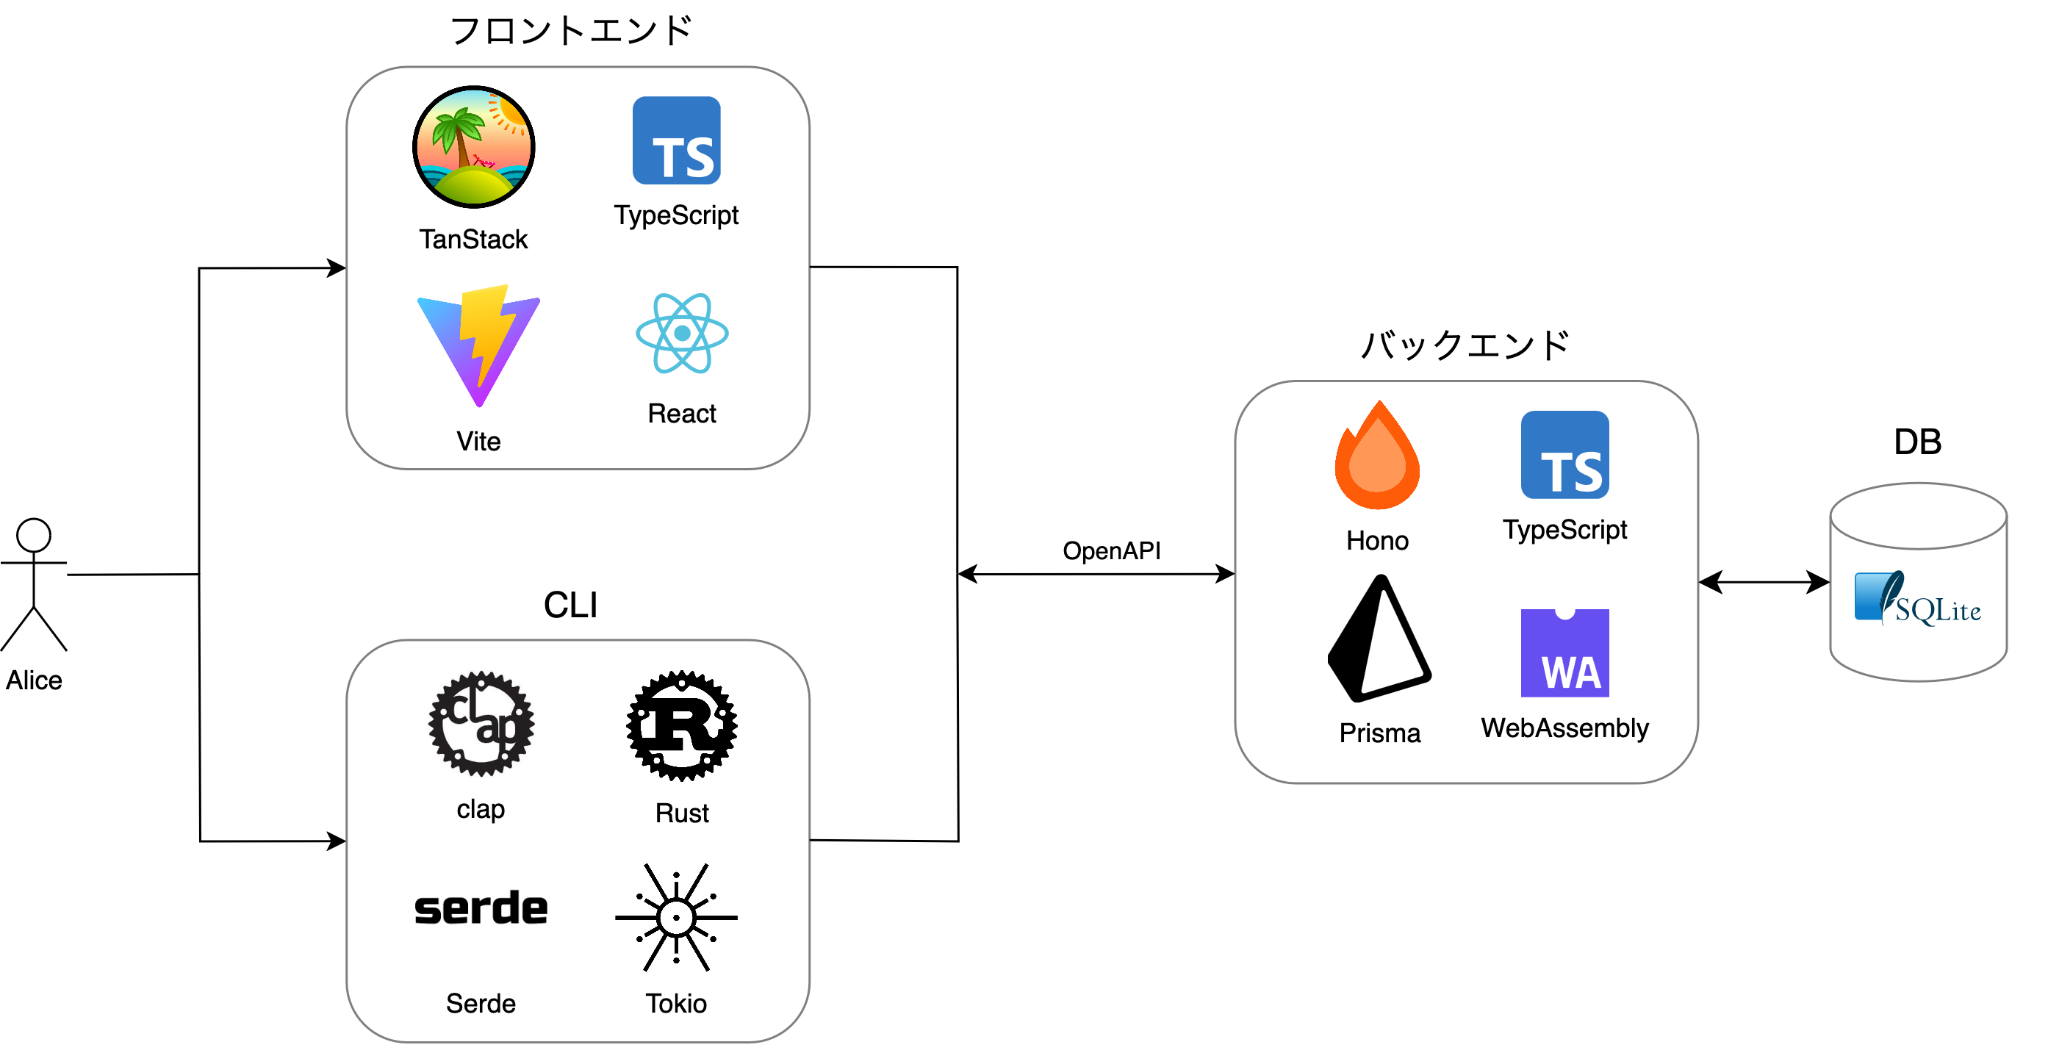 フロントエンド
TS
TanStack
TypeScript
Vite
React
Alice
CLI
clap
R
clap
Rust
serde
Serde
Tokio
OpenAPI
バックエンド
TS
Hono
TypeScript
WA
Prisma
WebAssembly
DB
SQLite